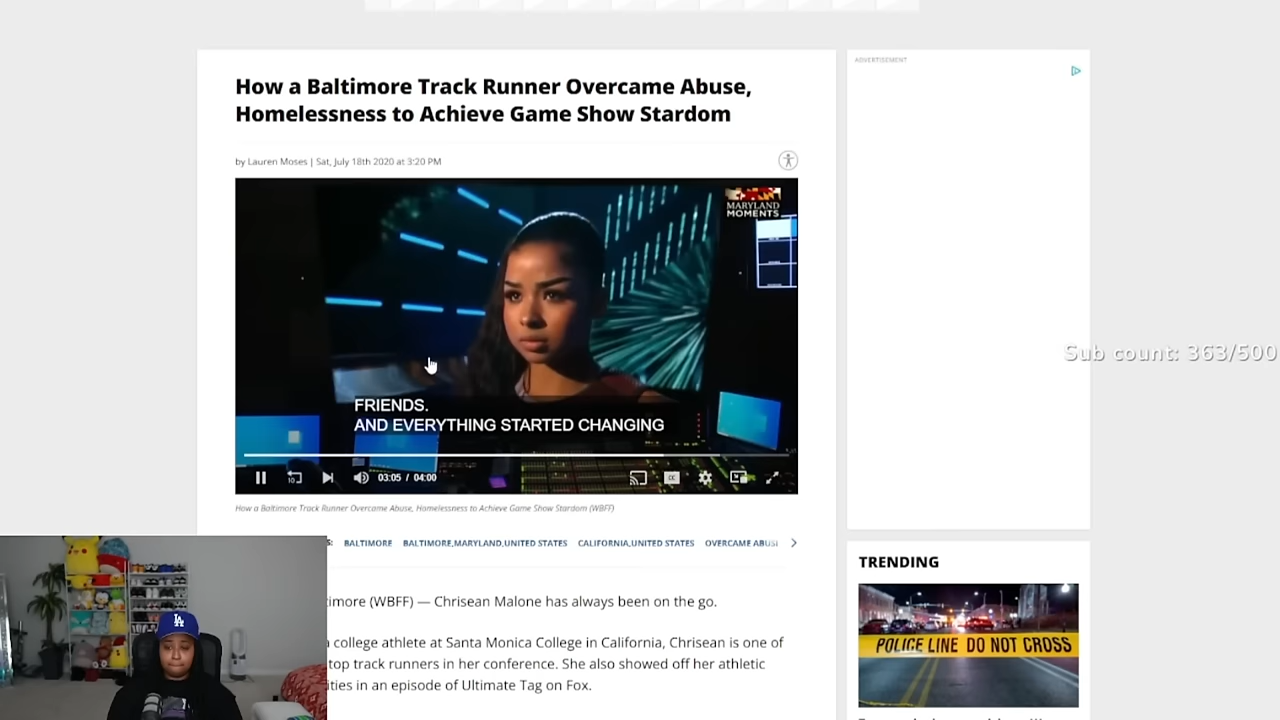 How a Baltimore Track Runner Overcame Abuse,
Homelessness to Achieve Game Show Stardom
by Lauren Moses | Sat, July 18th 2020 at 3:20 PM
MARYLAND
MOMENTS
FRIENDS.
AND EVERYTHING STARTED CHANGING
10
03:05 / 04:00
CC
How a Baltimore Track Runner Overcame Abuse, Homelessness to Achieve Game Show Stardom (WBFF)
BALTIMORE BALTIMORE,MARYLAND,UNITED STATES CALIFORNIA,UNITED STATES OVERCAME ABUSI
imore (WBFF) — Chrisean Malone has always been on the go.
college athlete at Santa Monica College in California, Chrisean is one of
top track runners in her conference. She also showed off her athletic
ities in an episode of Ultimate Tag on Fox.
ADVERTISEMENT
Sub count: 363/500
TRENDING
POLICE LINE DO NOT CROSS
LA